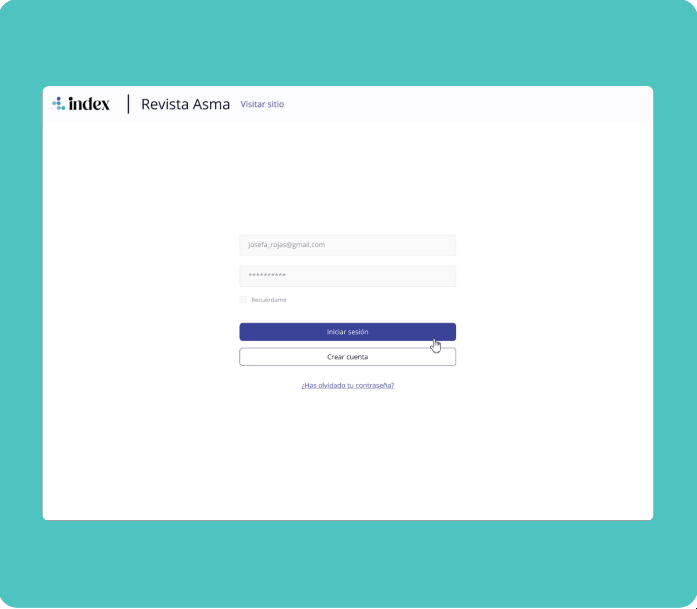 index | Revista Asma Visitar sitio
josefa_rojas@gmail.com
**********
Recuérdame
Iniciar sesión
Crear cuenta
¿Has olvidado tu contraseña?